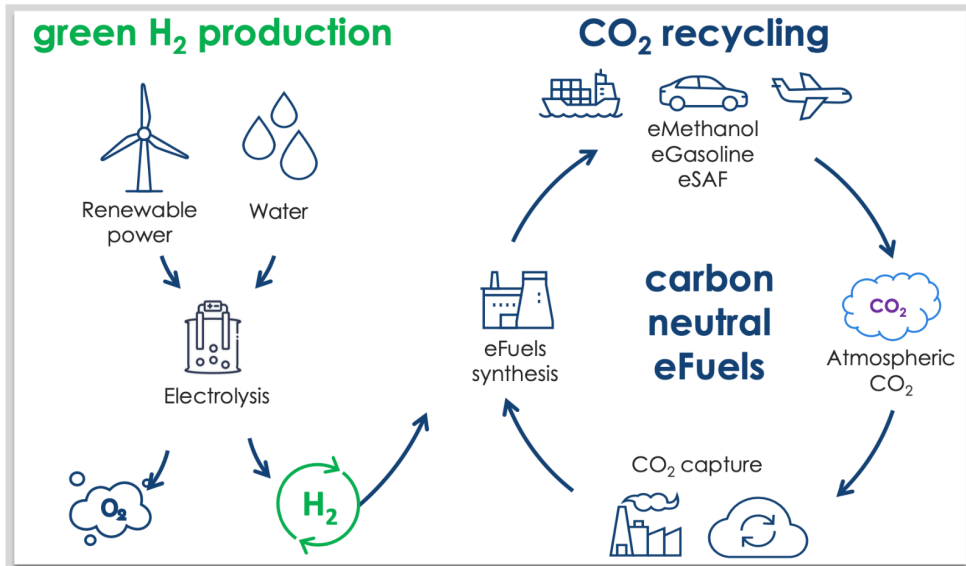 green H₂ production
Renewable
power
Water
Electrolysis
O₂
H₂
CO₂ recycling
eMethanol
eGasoline
eSAF
eFuels
synthesis
carbon
neutral
eFuels
CO₂
Atmospheric
CO₂
CO₂ capture